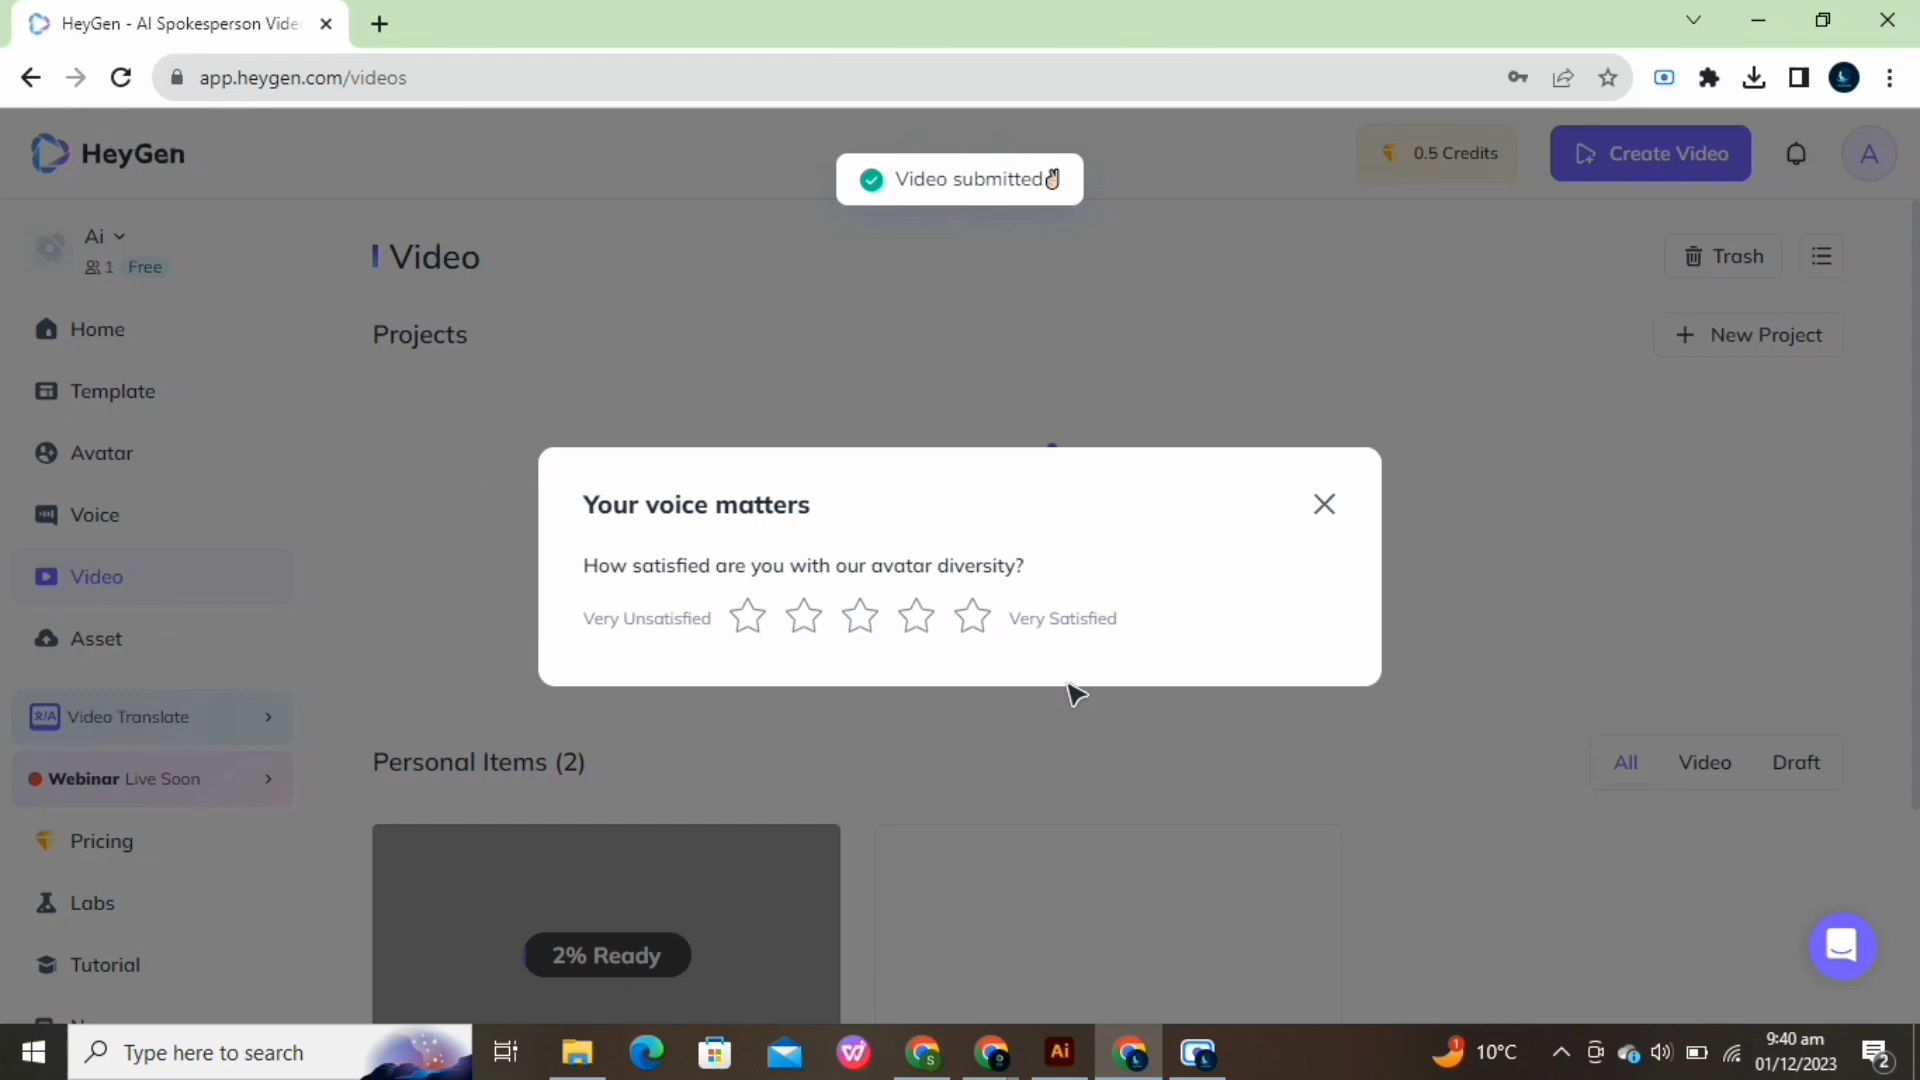 HeyGen - AI Spokesperson Vide
app.heygen.com/videos
HeyGen
0.5 Credits
Create Video
A
Video submitted✌🏻
Ai
1 Free
Video
Trash
Home
Projects
New Project
Template
Avatar
Voice
Video
Asset
Your voice matters
How satisfied are you with our avatar diversity?
Very Unsatisfied
Very Satisfied
Video Translate
Webinar Live Soon
Personal Items (2)
All
Video
Draft
Pricing
Labs
Tutorial
2% Ready
Type here to search
10°C
9:40 am
01/12/2023
2